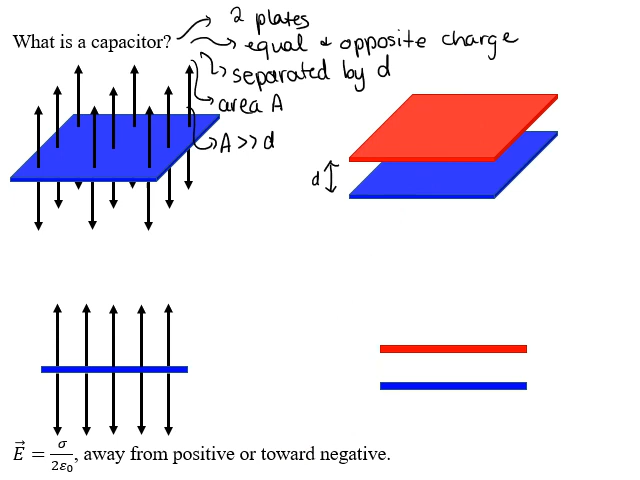 What is a capacitor?
2 plates
equal & opposite charge
separated by d
area A
A >> d
d
E⃗ = σ/2ε₀, away from positive or toward negative.